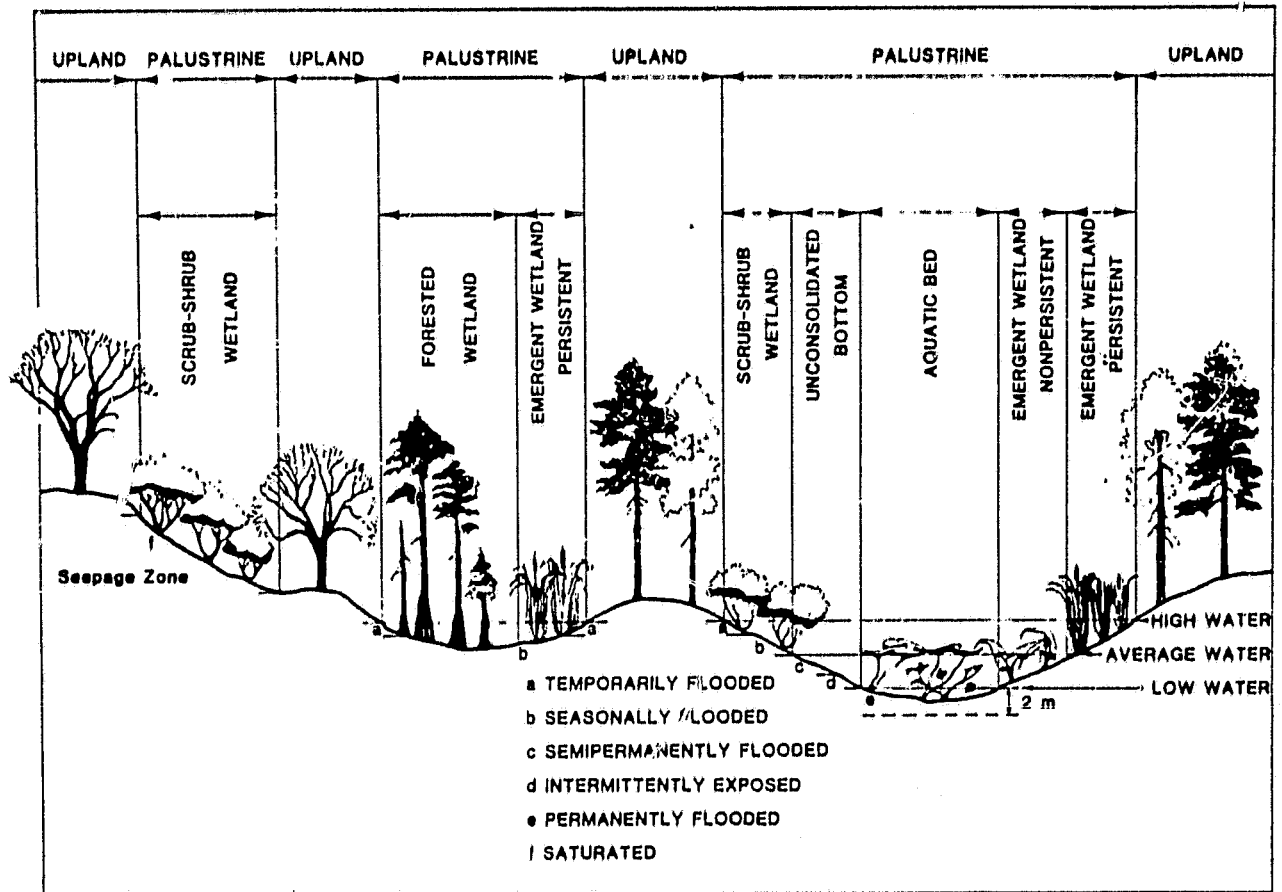 UPLAND PALUSTRINE UPLAND PALUSTRINE UPLAND PALUSTRINE UPLAND
SCRUB-SHRUB
WETLAND
FORESTED
WETLAND
EMERGENT WETLAND
PERSISTENT
SCRUB-SHRUB
WETLAND
UNCONSOLIDATED
BOTTOM
AQUATIC BED
EMERGENT WETLAND
NONPERSISTENT
EMERGENT WETLAND
PERSISTENT
f
Seepage Zone
a
b
a
a
b
c
d
e
HIGH WATER
AVERAGE WATER
LOW WATER
2 m
a TEMPORARILY FLOODED
b SEASONALLY FLOODED
c SEMIPERMANENTLY FLOODED
d INTERMITTENTLY EXPOSED
e PERMANENTLY FLOODED
f SATURATED